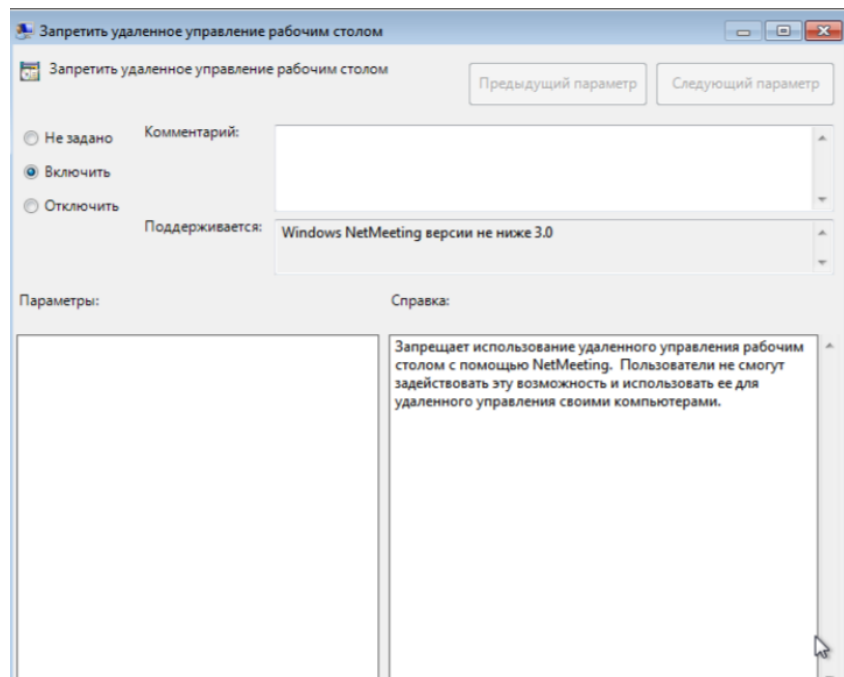 Запретить удаленное управление рабочим столом
Запретить удаленное управление рабочим столом
Предыдущий параметр
Следующий параметр
Не задано
Комментарий:
Включить
Отключить
Поддерживается:
Windows NetMeeting версии не ниже 3.0
Параметры:
Справка:
Запрещает использование удаленного управления рабочим
столом с помощью NetMeeting. Пользователи не смогут
задействовать эту возможность и использовать ее для
удаленного управления своими компьютерами.